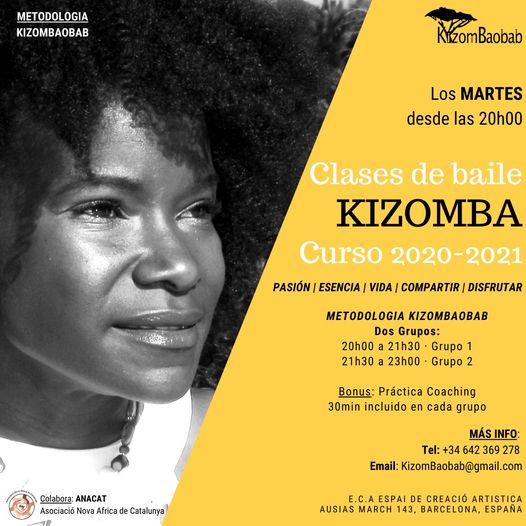 METODOLOGIA
KIZOMBAOBAB
KizomBaobab
Los MARTES
desde las 20h00
Clases de baile
KIZOMBA
Curso 2020-2021
PASIÓN | ESENCIA | VIDA | COMPARTIR | DISFRUTAR
METODOLOGIA KIZOMBAOBAB
Dos Grupos:
20h00 a 21h30 · Grupo 1
21h30 a 23h00 · Grupo 2
Bonus: Práctica Coaching
30min incluido en cada grupo
MÁS INFO:
Tel: +34 642 369 278
Email: KizomBaobab@gmail.com
E.C.A ESPAI DE CREACIÓ ARTISTICA
AUSIAS MARCH 143, BARCELONA, ESPAÑA
Colabora: ANACAT
Asociació Nova Africa de Catalunya